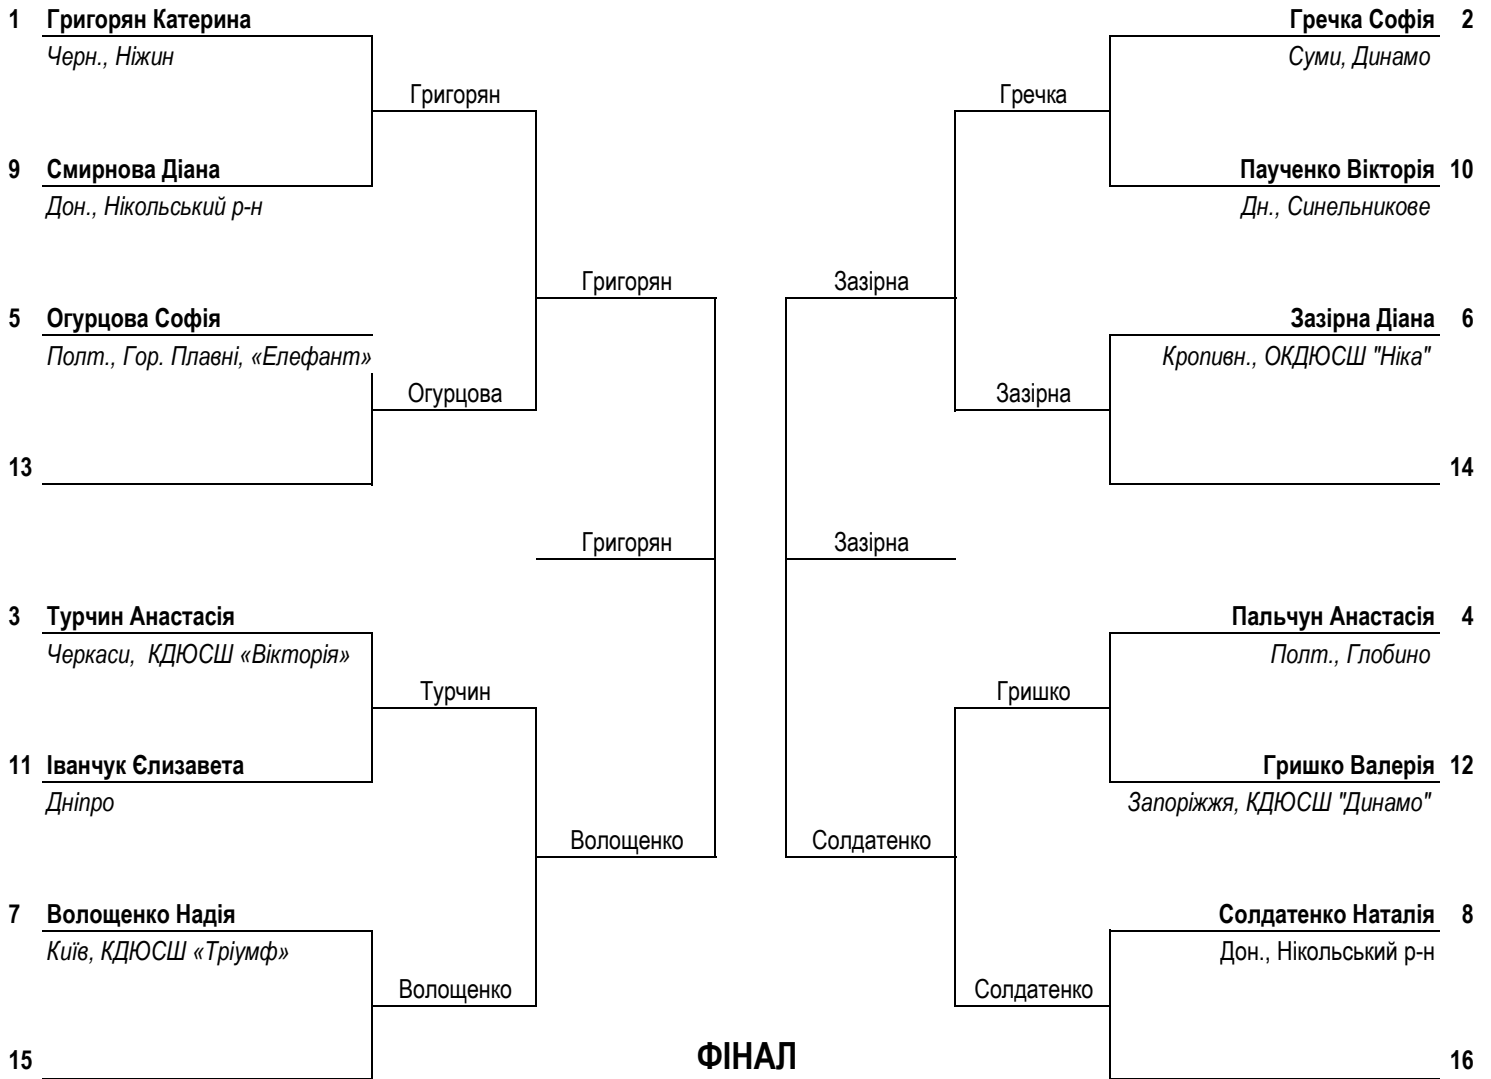 1 Григорян Катерина
Гречка Софія 2
Черн., Ніжин
Суми, Динамо
Григорян
Гречка
9 Смирнова Діана
Паученко Вікторія 10
Дон., Нікольський р-н
Дн., Синельникове
Григорян
Зазірна
5 Огурцова Софія
Зазірна Діана 6
Полт., Гор. Плавні, «Елефант»
Кропивн., ОКДЮСШ "Ніка"
Огурцова
Зазірна
13
14
Григорян
Зазірна
3 Турчин Анастасія
Пальчун Анастасія 4
Черкаси, КДЮСШ «Вікторія»
Полт., Глобино
Турчин
Гришко
11 Іванчук Єлизавета
Гришко Валерія 12
Дніпро
Запоріжжя, КДЮСШ "Динамо"
Волощенко
Солдатенко
7 Волощенко Надія
Солдатенко Наталія 8
Київ, КДЮСШ «Тріумф»
Дон., Нікольський р-н
Волощенко
Солдатенко
15
ФІНАЛ
16